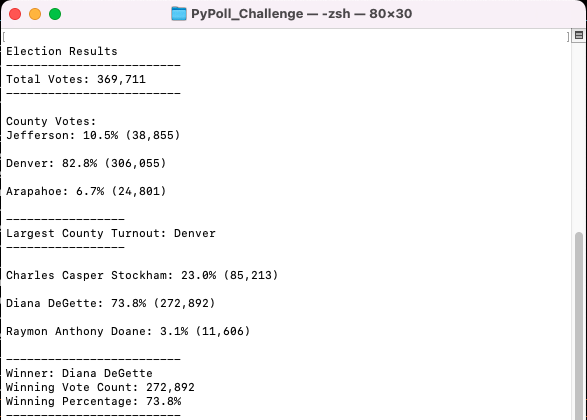 PyPoll_Challenge — -zsh — 80×30
Election Results
-------------------------
Total Votes: 369,711
-------------------------
County Votes:
Jefferson: 10.5% (38,855)
Denver: 82.8% (306,055)
Arapahoe: 6.7% (24,801)
-----------------
Largest County Turnout: Denver
-----------------
Charles Casper Stockham: 23.0% (85,213)
Diana DeGette: 73.8% (272,892)
Raymon Anthony Doane: 3.1% (11,606)
-------------------------
Winner: Diana DeGette
Winning Vote Count: 272,892
Winning Percentage: 73.8%
-------------------------